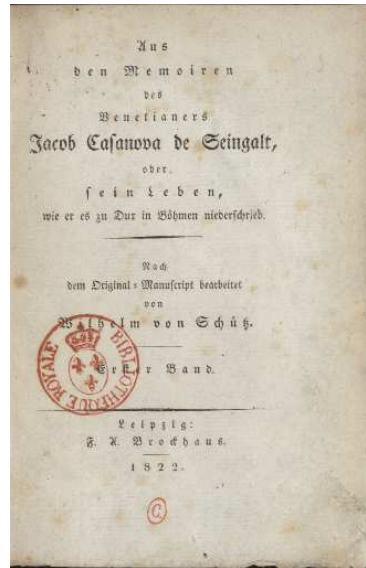 Aus
den Memoiren
des
Venetianers
Jacob Casanova de Seingalt,
oder
sein Leben,
wie er es zu Dux in Böhmen niederschrieb.
Nach
dem Original-Manuscript bearbeitet
von
Wilhelm von Schütz.
Erster Band.
BIBLIOTHEQUE ROYALE
Leipzig:
F. A. Brockhaus.
1822.
C